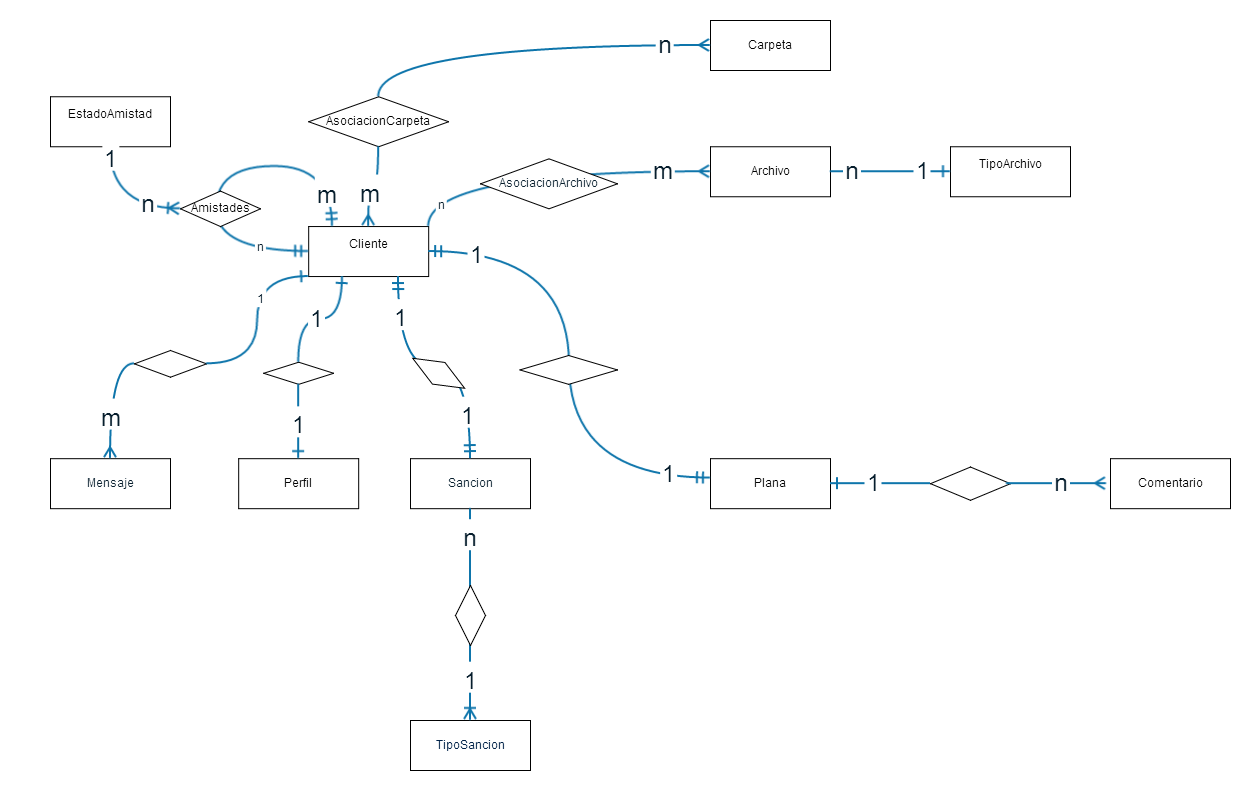 n
Carpeta
EstadoAmistad
AsociacionCarpeta
1
TipoArchivo
m
Archivo
n
1
AsociacionArchivo
m
m
n
n
Amistades
n
Cliente
1
1
1
1
m
1
1
1
Mensaje
Perfil
Sancion
Plana
1
n
Comentario
n
1
TipoSancion